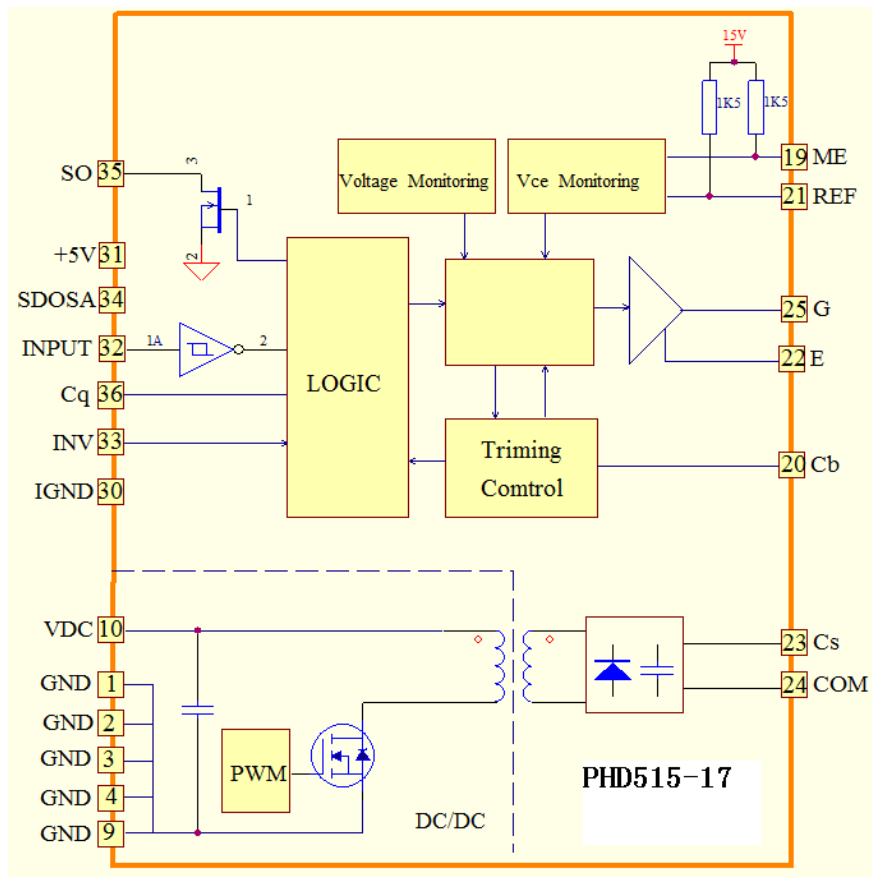 15V
1K5 1K5
SO 35 3
1
2
+5V 31
SDOSA 34
INPUT 32 1A 2
Cq 36
INV 33
IGND 30
LOGIC
Voltage Monitoring
Vce Monitoring
Triming
Comtrol
19 ME
21 REF
25 G
22 E
20 Cb
VDC 10
GND 1
GND 2
GND 3
GND 4
GND 9
PWM
DC/DC
23 Cs
24 COM
PHD515-17